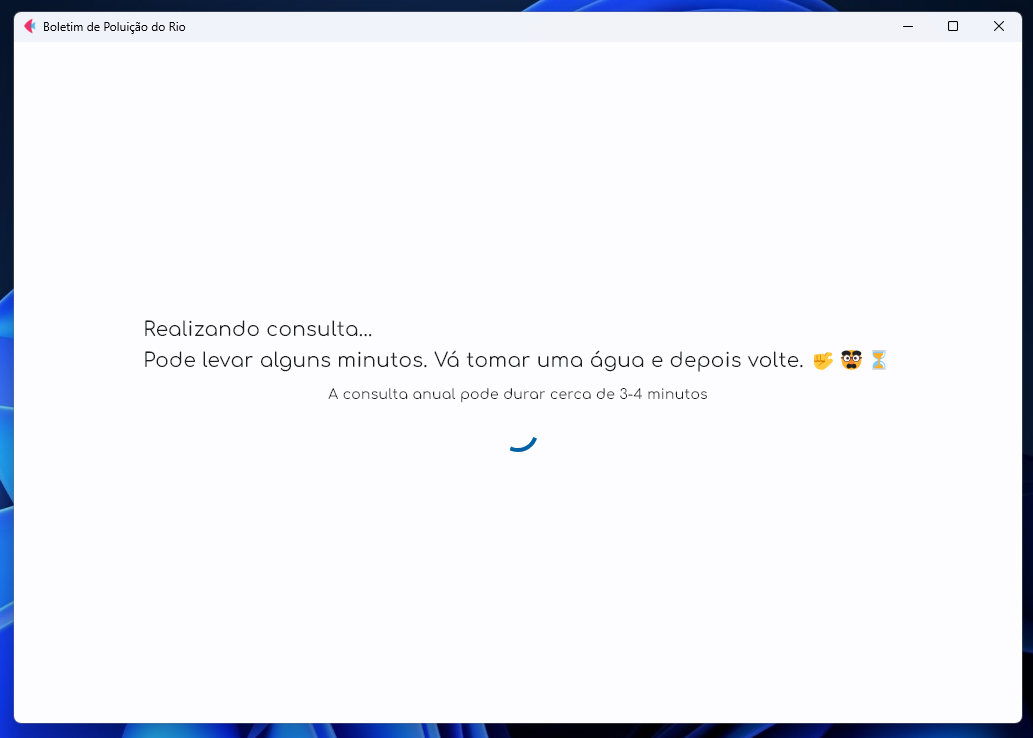 Boletim de Poluição do Rio
Realizando consulta...
Pode levar alguns minutos. Vá tomar uma água e depois volte. 🤛 🥸 ⏳
A consulta anual pode durar cerca de 3-4 minutos